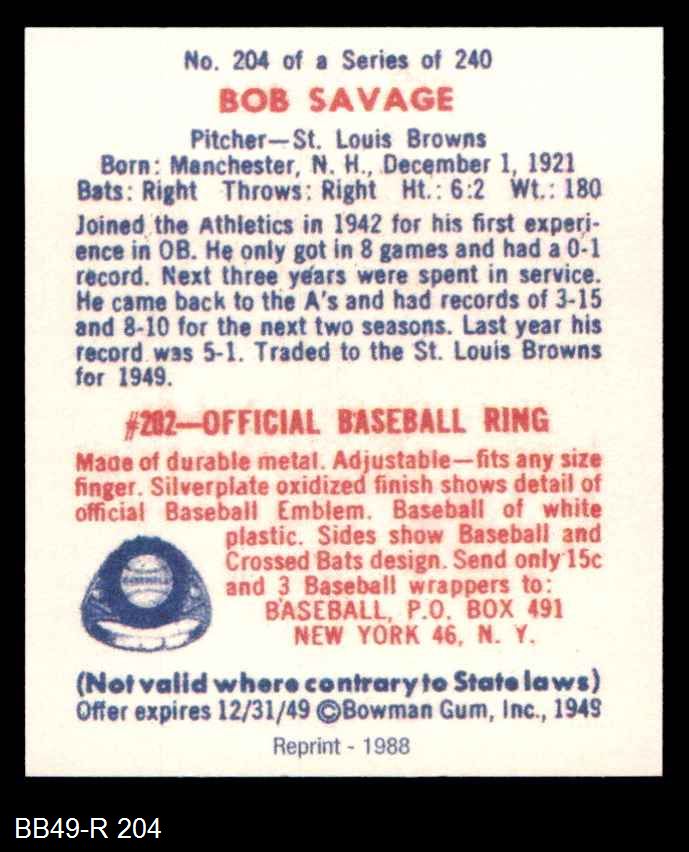 No. 204 of a Series of 240
BOB SAVAGE
Pitcher—St. Louis Browns
Born: Manchester, N. H., December 1, 1921
Bats: Right Throws: Right Ht.: 6:2 Wt.: 180
Joined the Athletics in 1942 for his first experi-
ence in OB. He only got in 8 games and had a 0-1
record. Next three years were spent in service.
He came back to the A's and had records of 3-15
and 8-10 for the next two seasons. Last year his
record was 5-1. Traded to the St. Louis Browns
for 1949.
#202—OFFICIAL BASEBALL RING
Made of durable metal. Adjustable—fits any size
finger. Silverplate oxidized finish shows detail of
official Baseball Emblem. Baseball of white
plastic. Sides show Baseball and
Crossed Bats design. Send only 15c
and 3 Baseball wrappers to:
BASEBALL, P.O. BOX 491
NEW YORK 46, N. Y.
(Not valid where contrary to State laws)
Offer expires 12/31/49 ©Bowman Gum, Inc., 1949
Reprint - 1988
BB49-R 204